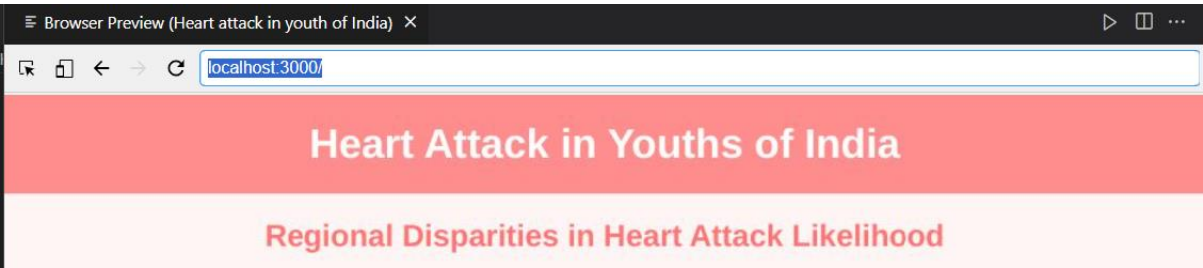 Browser Preview (Heart attack in youth of India)
localhost:3000/
Heart Attack in Youths of India
Regional Disparities in Heart Attack Likelihood